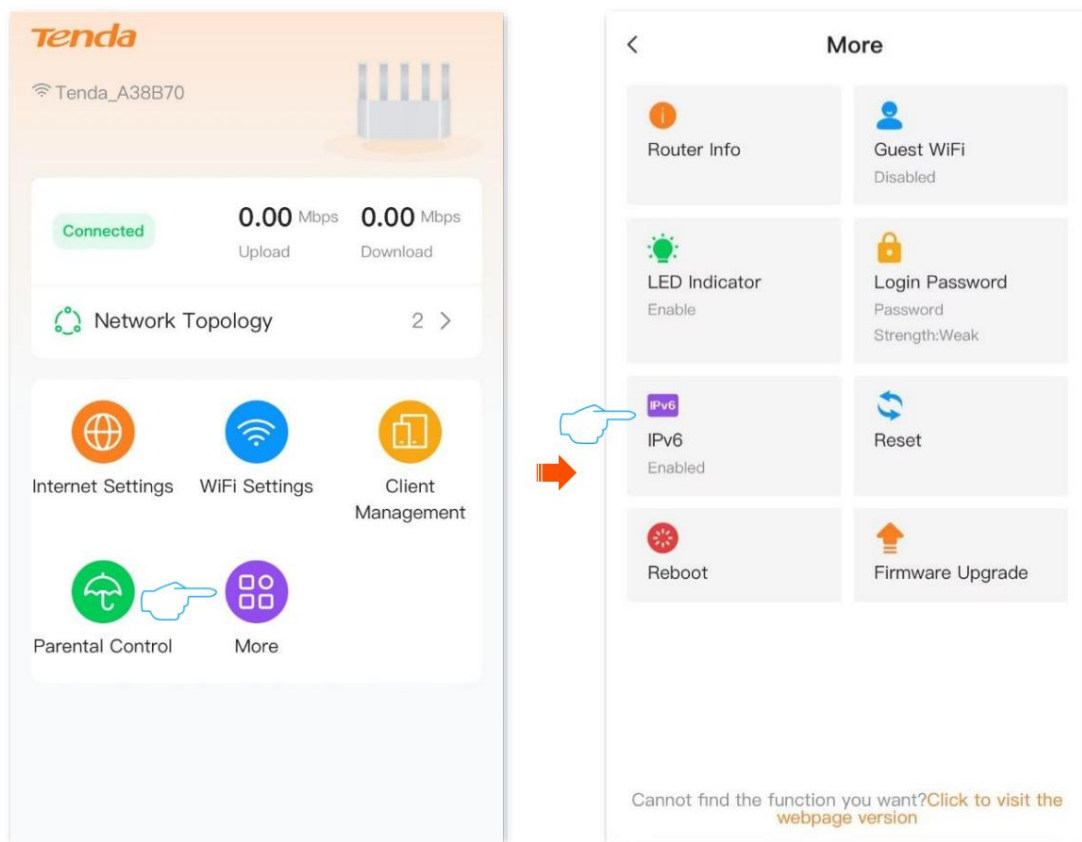 Tenda
Tenda_A38B70
Connected
0.00 Mbps
Upload
0.00 Mbps
Download
Network Topology
2 >
Internet Settings
WiFi Settings
Client
Management
Parental Control
More
<
More
Router Info
Guest WiFi
Disabled
LED Indicator
Enable
Login Password
Password
Strength:Weak
IPv6
IPv6
Enabled
Reset
Reboot
Firmware Upgrade
Cannot find the function you want?Click to visit the
webpage version